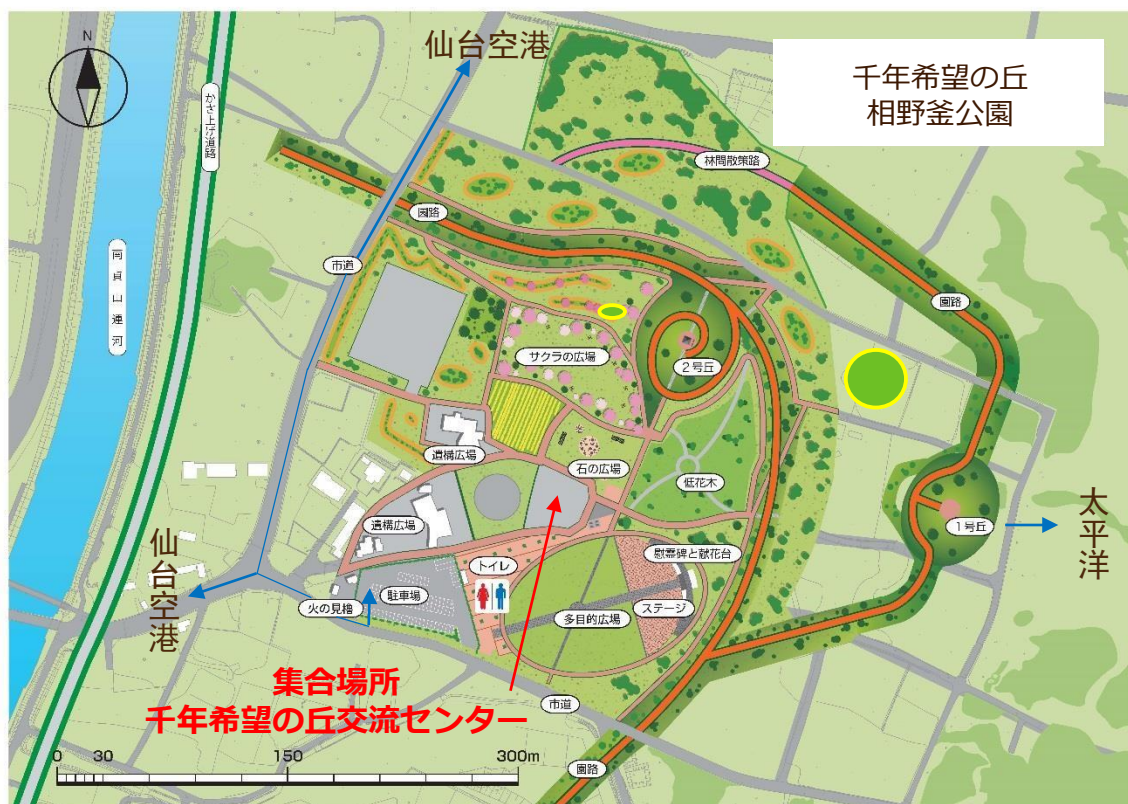 N
仙台空港
千年希望の丘
相野釜公園
かさ上げ道路
林間散策路
園路
市道
南貞山運河
園路
サクラの広場
2号丘
遺構広場
石の広場
低花木
太平洋
1号丘
遺構広場
慰霊碑と献花台
仙台空港
トイレ
駐車場
火の見櫓
ステージ
多目的広場
集合場所
千年希望の丘交流センター
市道
0 30 150 300m
園路